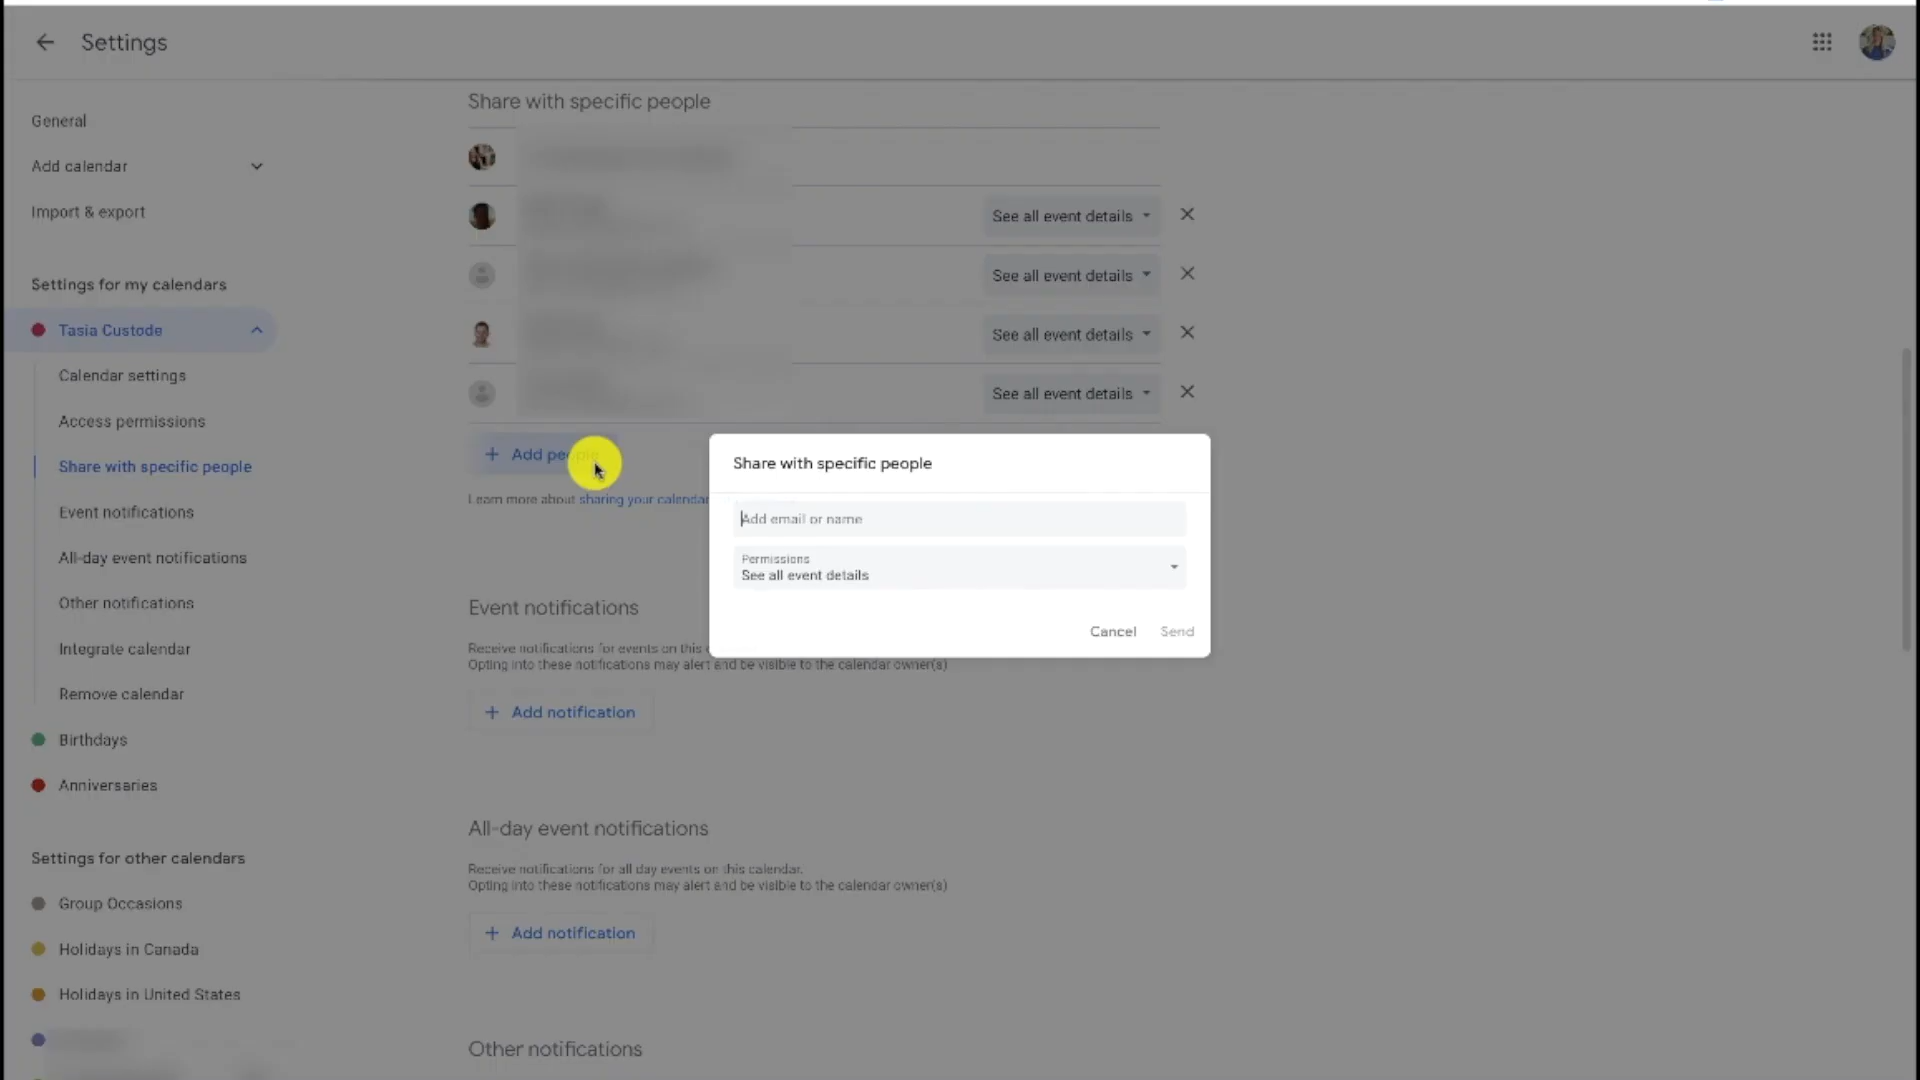 Settings
General
Add calendar
Import & export
Settings for my calendars
Tasia Custode
Calendar settings
Access permissions
Share with specific people
Event notifications
All-day event notifications
Other notifications
Integrate calendar
Remove calendar
Birthdays
Anniversaries
Settings for other calendars
Group Occasions
Holidays in Canada
Holidays in United States
Share with specific people
See all event details
See all event details
See all event details
See all event details
+ Add people
Learn more about sharing your calendar
Event notifications
Receive notifications for events on this
Opting into these notifications may alert and be visible to the calendar owner(s)
+ Add notification
All-day event notifications
Receive notifications for all day events on this calendar.
Opting into these notifications may alert and be visible to the calendar owner(s)
+ Add notification
Other notifications
Share with specific people
Add email or name
Permissions
See all event details
Cancel Send